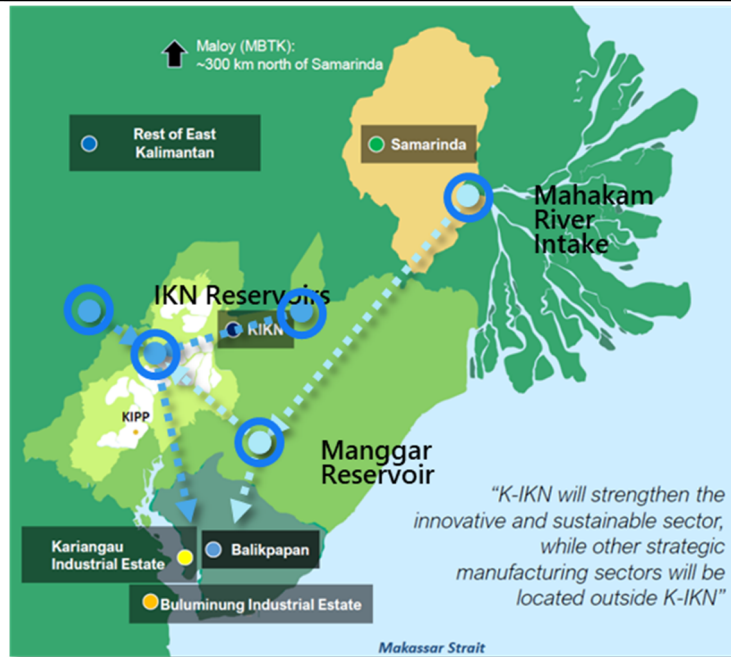 Maloy (MBTK):
~300 km north of Samarinda
Rest of East
Kalimantan
Samarinda
Mahakam
River
Intake
IKN Reservoirs
KIKN
KIPP
Manggar
Reservoir
"K-IKN will strengthen the
innovative and sustainable sector,
while other strategic
manufacturing sectors will be
located outside K-IKN"
Kariangau
Industrial Estate
Balikpapan
Buluminung Industrial Estate
Makassar Strait